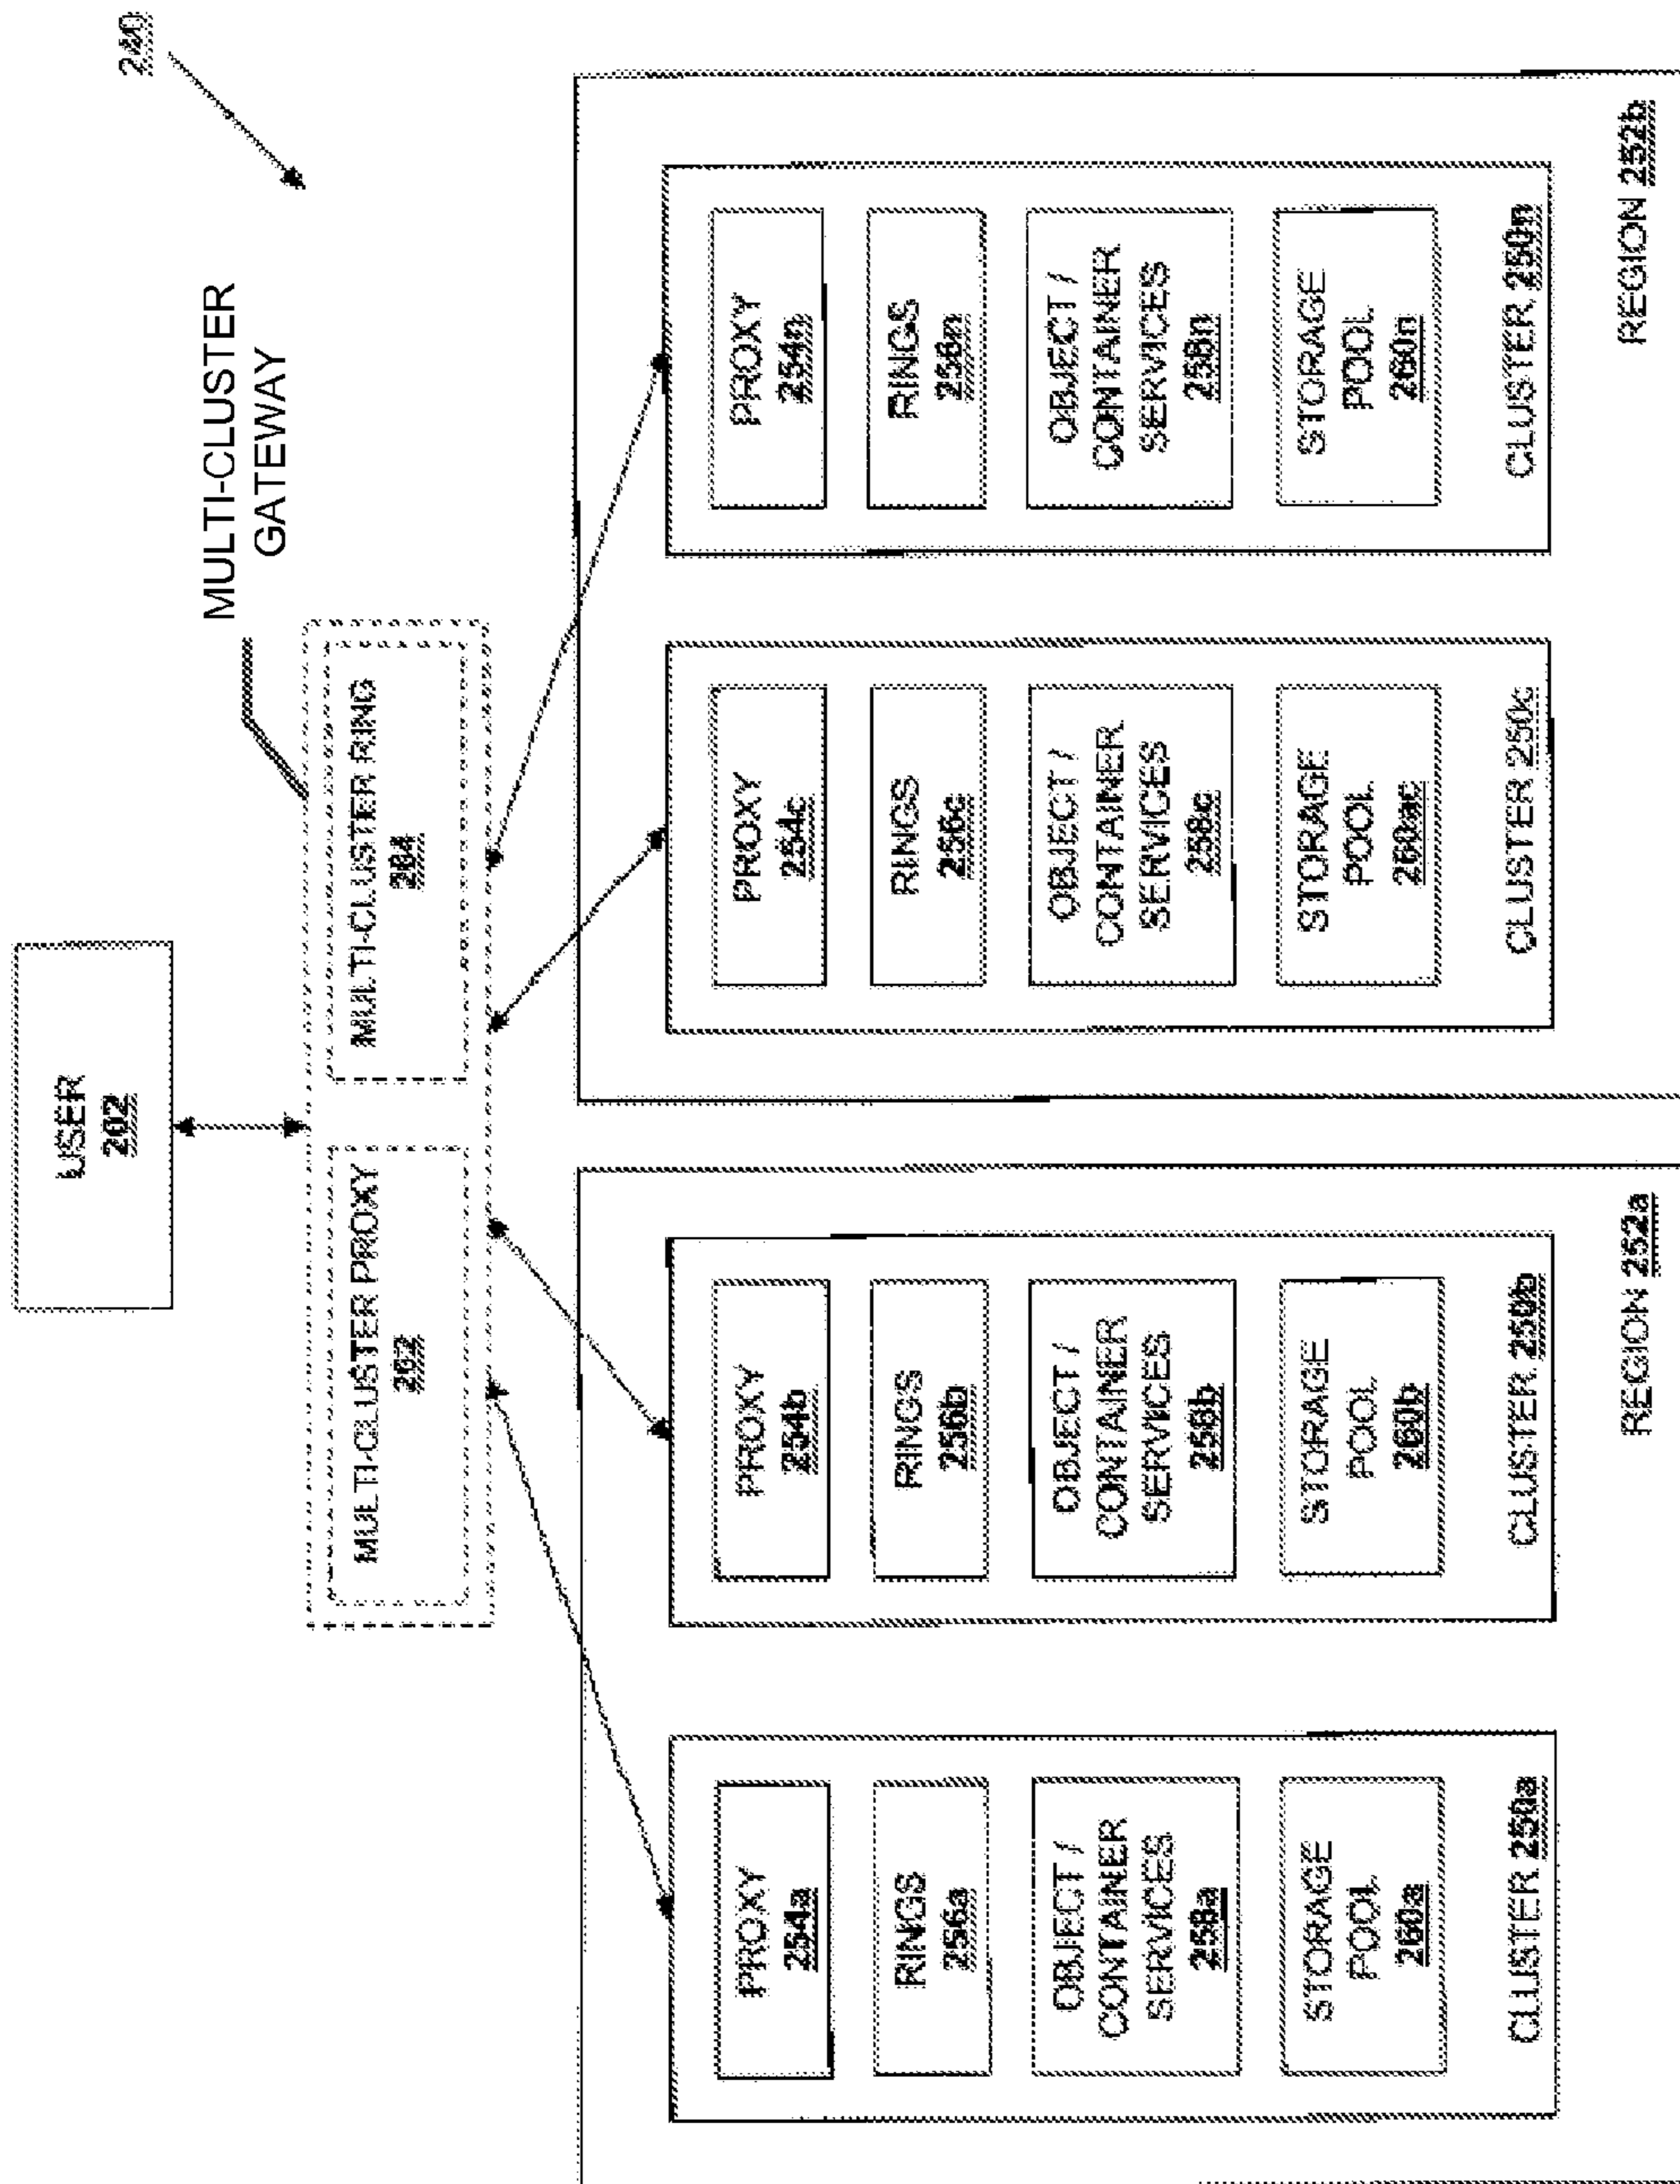 240
USER
202
MULTI-CLUSTER
GATEWAY
MULTI-CLUSTER PROXY
262
MULTI-CLUSTER RING
264
PROXY
254a
RINGS
256a
OBJECT /
CONTAINER
SERVICES
258a
STORAGE
POOL
260a
CLUSTER 250a
PROXY
254b
RINGS
256b
OBJECT /
CONTAINER
SERVICES
258b
STORAGE
POOL
260b
CLUSTER 250b
REGION 252a
PROXY
254c
RINGS
256c
OBJECT /
CONTAINER
SERVICES
258c
STORAGE
POOL
260ac
CLUSTER 250c
PROXY
254n
RINGS
256n
OBJECT /
CONTAINER
SERVICES
258n
STORAGE
POOL
260n
CLUSTER 250n
REGION 252b